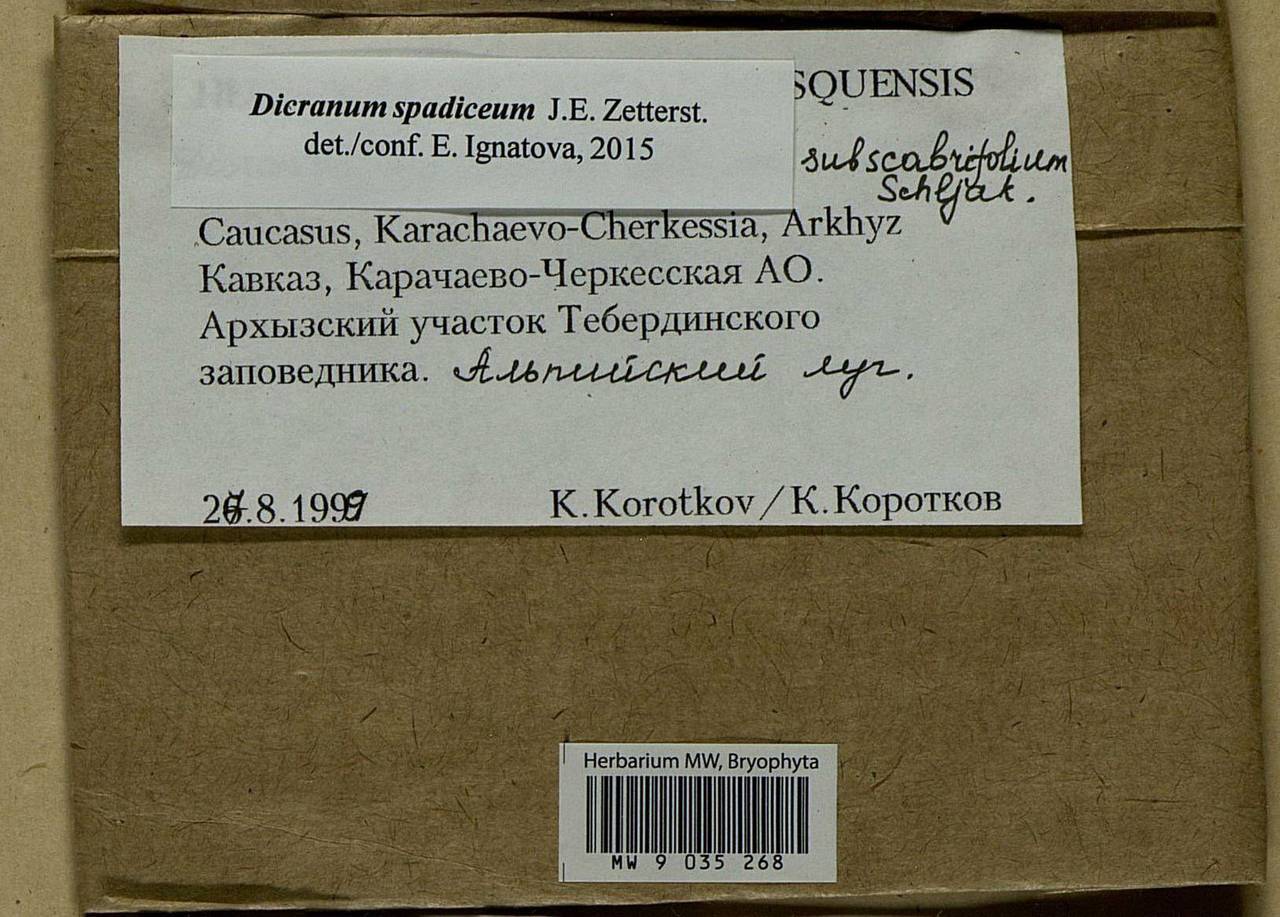 SQUENSIS
Dicranum spadiceum J.E. Zetterst.
det./conf. E. Ignatova, 2015
subscabrifolium
Schljak.
Caucasus, Karachaevo-Cherkessia, Arkhyz
Кавказ, Карачаево-Черкесская АО.
Архызский участок Тебердинского
заповедника. Альпийский луг.
K.Korotkov / К.Коротков
Herbarium MW, Bryophyta
MW 9 035 268